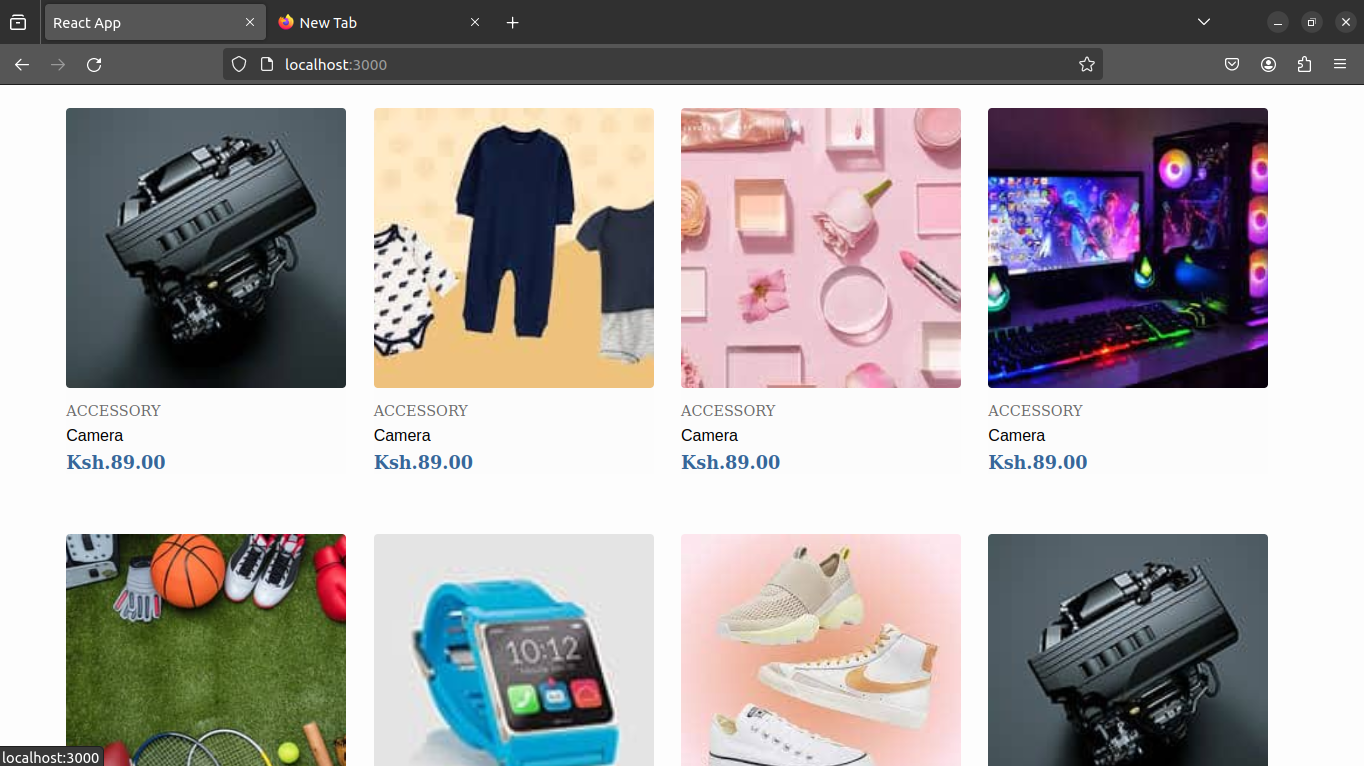 React App
New Tab
localhost:3000
ACCESSORY
Camera
Ksh.89.00
ACCESSORY
Camera
Ksh.89.00
ACCESSORY
Camera
Ksh.89.00
ACCESSORY
Camera
Ksh.89.00
10:12
localhost:3000